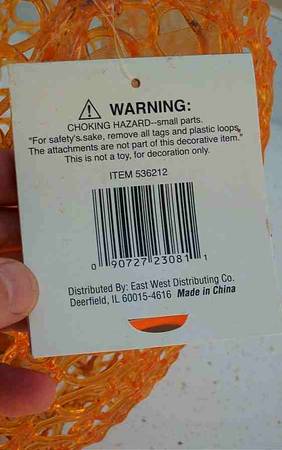 WARNING:
CHOKING HAZARD--small parts.
"For safety's.sake, remove all tags and plastic loops,
The attachments are not part of this decorative item."
This is not a toy, for decoration only.
ITEM 536212
0 90727 23081 1
Distributed By: East West Distributing Co.
Deerfield, IL 60015-4616 Made in China